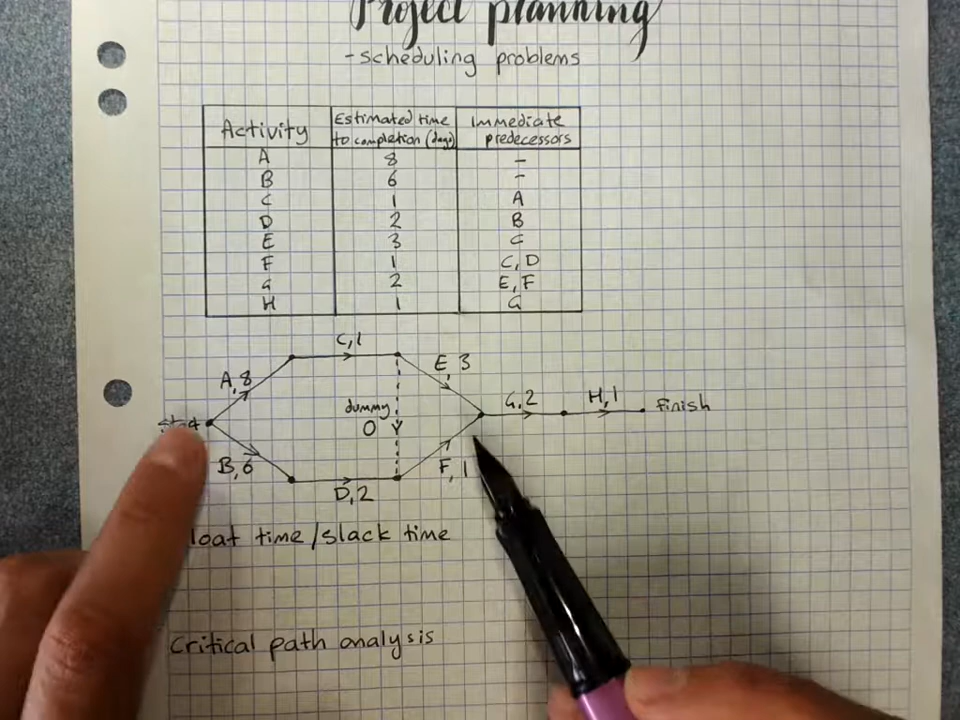 Project planning
-scheduling problems
Activity Estimated time to completion (days) Immediate predecessors
A 8 -
B 6 -
C 1 A
D 2 B
E 3 C
F 1 C, D
G 2 E, F
H 1 G
C,1
A,8 E, 3
dummy G,2 H,1 Finish
start 0
B,6 F, 1
D,2
loat time/slack time
Critical path analysis